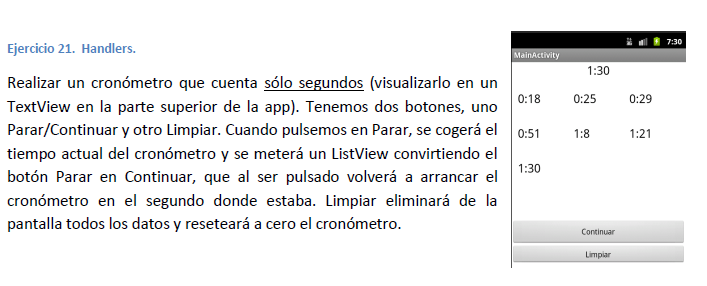 Ejercicio 21. Handlers.
Realizar un cronómetro que cuenta sólo segundos (visualizarlo en un
TextView en la parte superior de la app). Tenemos dos botones, uno
Parar/Continuar y otro Limpiar. Cuando pulsemos en Parar, se cogerá el
tiempo actual del cronómetro y se meterá un ListView convirtiendo el
botón Parar en Continuar, que al ser pulsado volverá a arrancar el
cronómetro en el segundo donde estaba. Limpiar eliminará de la
pantalla todos los datos y reseteará a cero el cronómetro.
7:30
MainActivity
1:30
0:18 0:25 0:29
0:51 1:8 1:21
1:30
Continuar
Limpiar